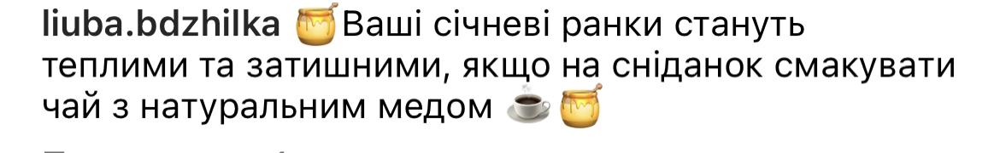 liuba.bdzhilka 🍯Ваші січневі ранки стануть
теплими та затишними, якщо на сніданок смакувати
чай з натуральним медом ☕🍯